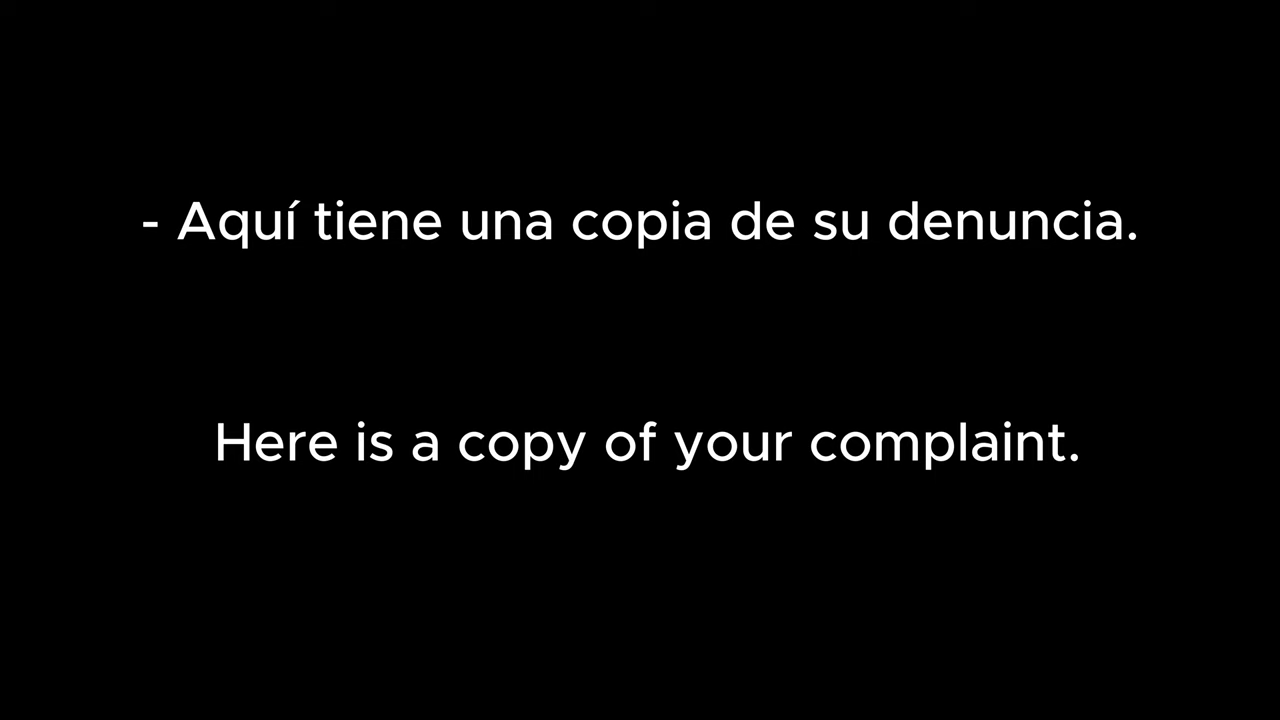 - Aquí tiene una copia de su denuncia.
Here is a copy of your complaint.